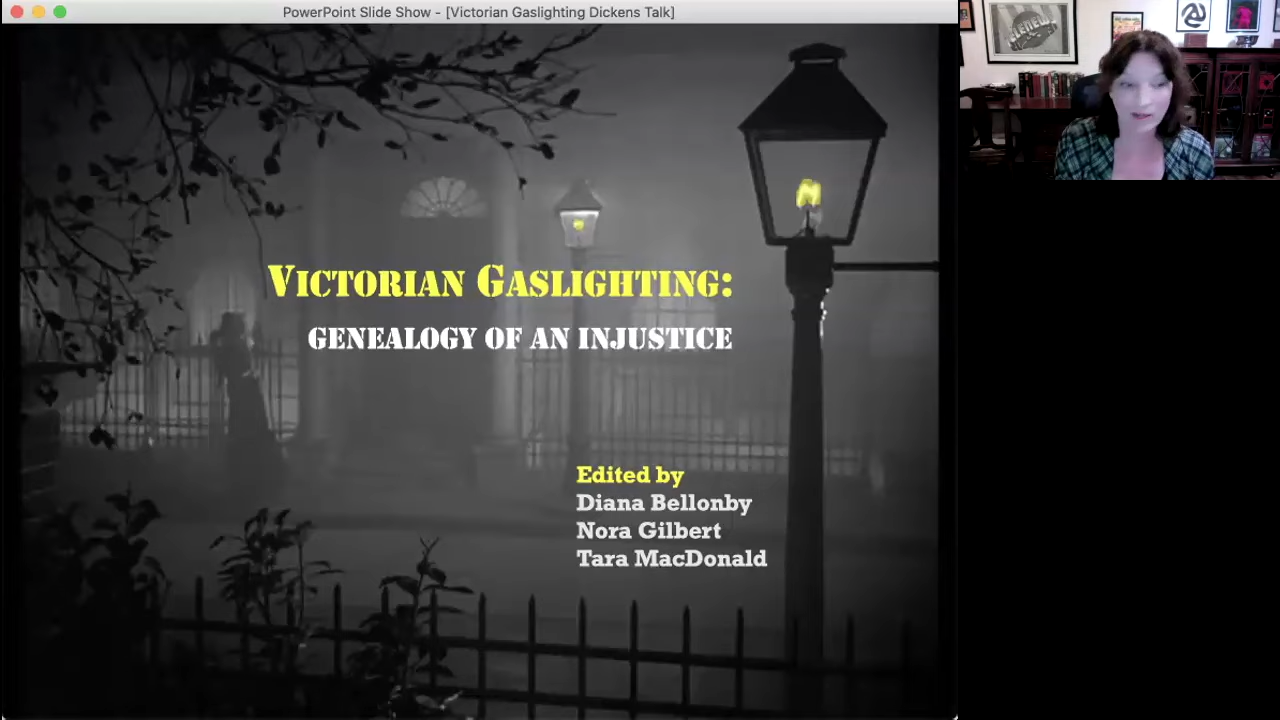 PowerPoint Slide Show - [Victorian Gaslighting Dickens Talk]
Victorian Gaslighting:
genealogy of an injustice
Edited by
Diana Bellonby
Nora Gilbert
Tara MacDonald